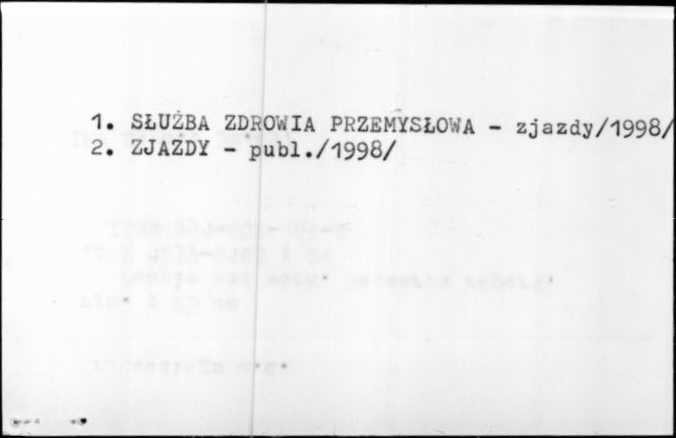 1. SŁUŻBA ZDROWIA PRZEMYSŁOWA - zjazdy/1998/
2. ZJAZDY - publ./1998/